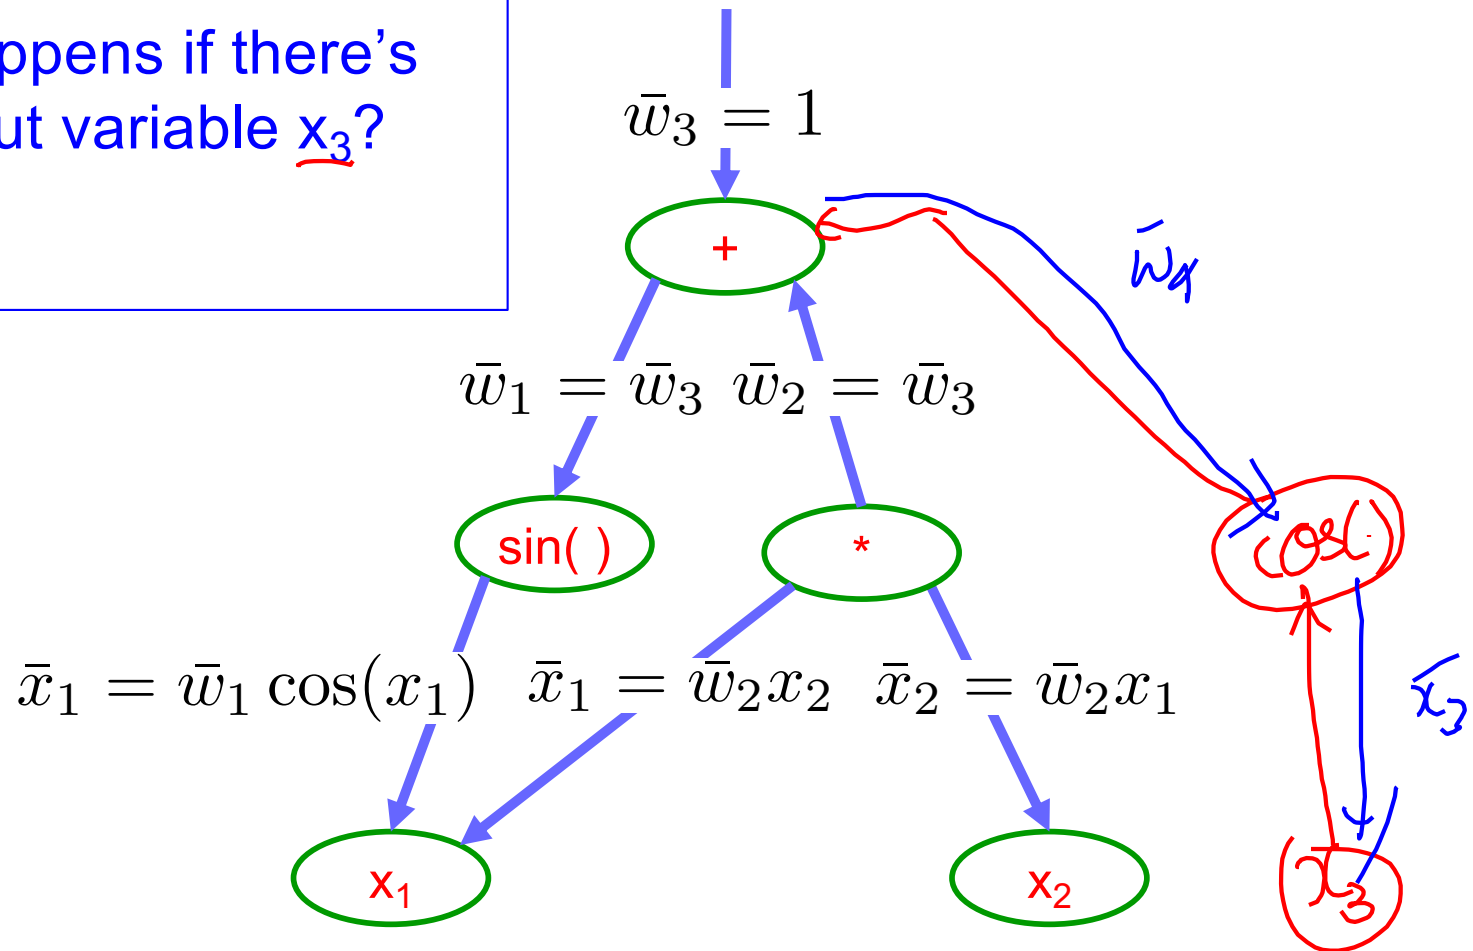 ppens if there's
ut variable x₃?
w̄₃ = 1
+
w̄₄
w̄₁ = w̄₃ w̄₂ = w̄₃
sin( )
*
cos(·)
x̄₁ = w̄₁ cos(x₁)
x̄₁ = w̄₂x₂
x̄₂ = w̄₂x₁
x̄₃
x₁
x₂
x₃